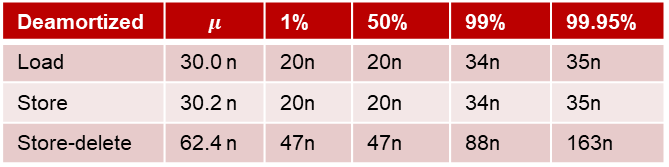 Deamortized μ 1% 50% 99% 99.95%
Load 30.0 n 20n 20n 34n 35n
Store 30.2 n 20n 20n 34n 35n
Store-delete 62.4 n 47n 47n 88n 163n